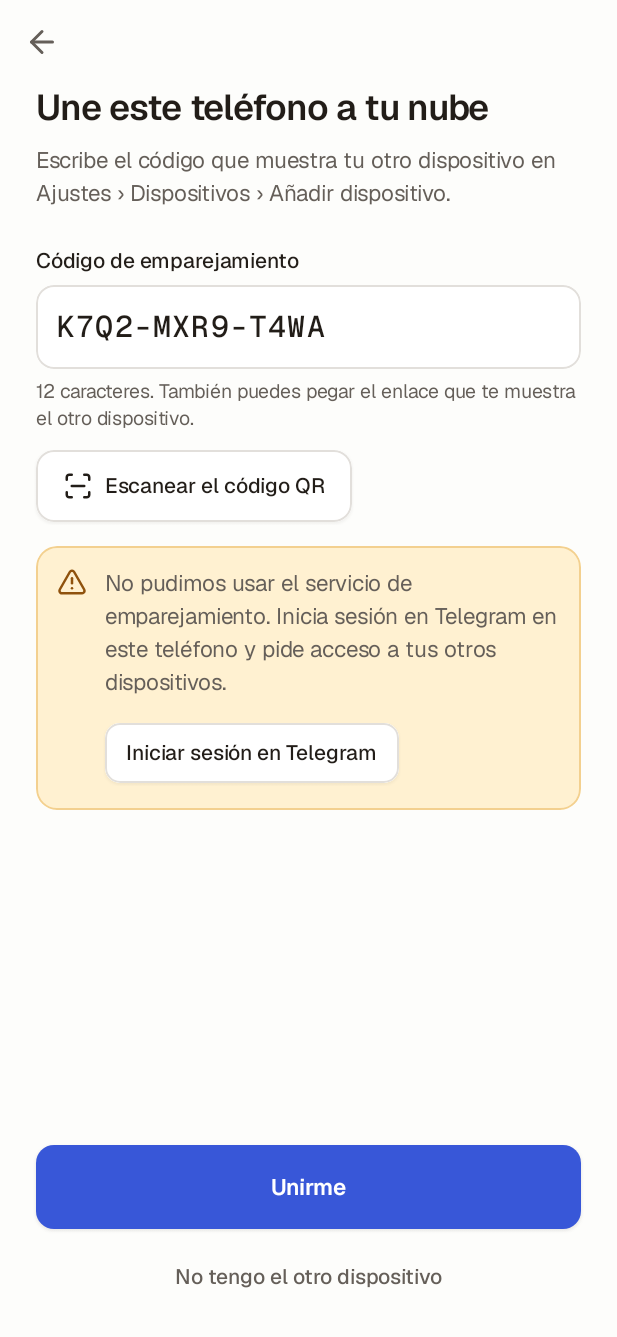 Une este teléfono a tu nube
Escribe el código que muestra tu otro dispositivo en
Ajustes › Dispositivos › Añadir dispositivo.
Código de emparejamiento
K7Q2-MXR9-T4WA
12 caracteres. También puedes pegar el enlace que te muestra
el otro dispositivo.
Escanear el código QR
No pudimos usar el servicio de
emparejamiento. Inicia sesión en Telegram en
este teléfono y pide acceso a tus otros
dispositivos.
Iniciar sesión en Telegram
Unirme
No tengo el otro dispositivo